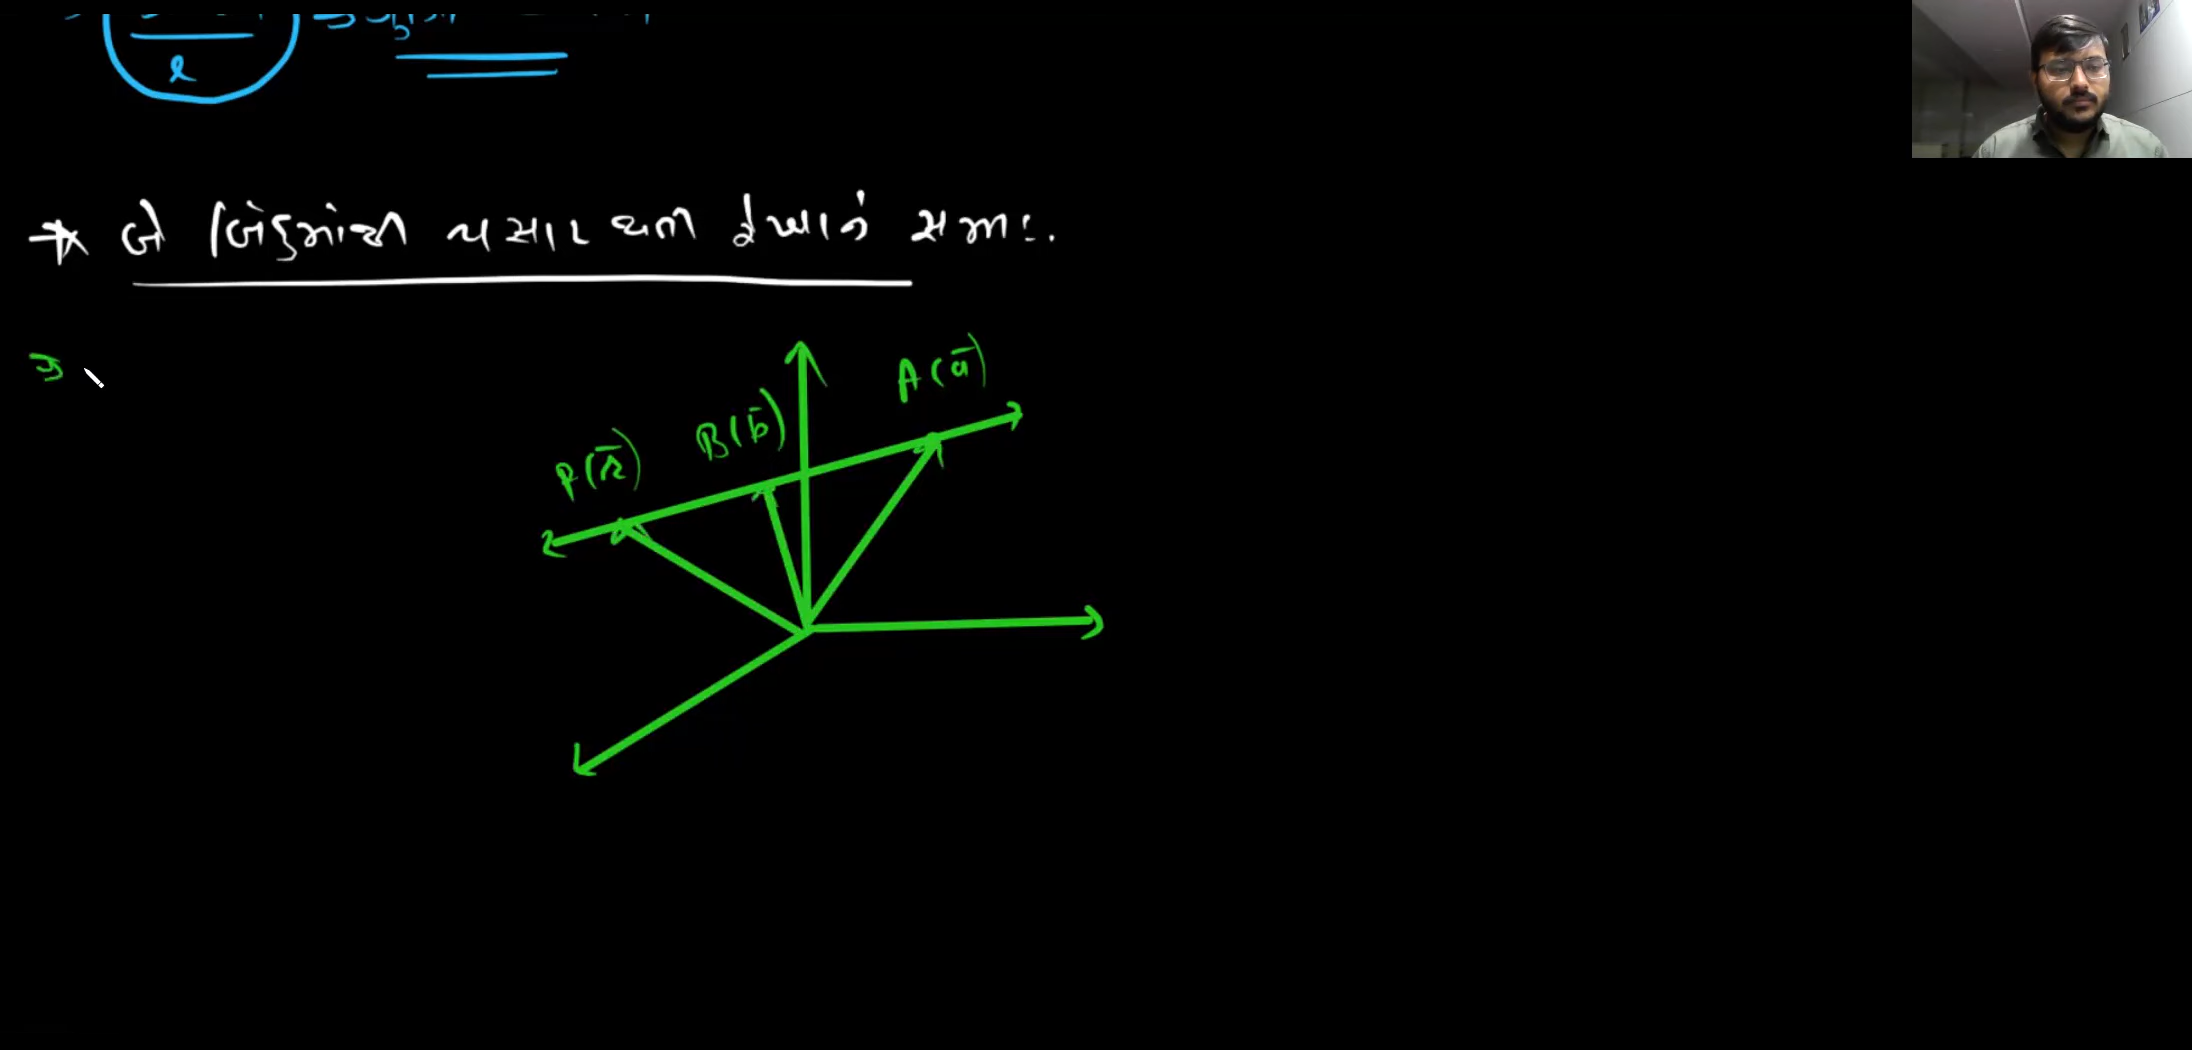 l
* બે બિંદુમાંથી પસાર થતી રેખાનું સમી.
A(ā)
B(b̄)
P(r̄)